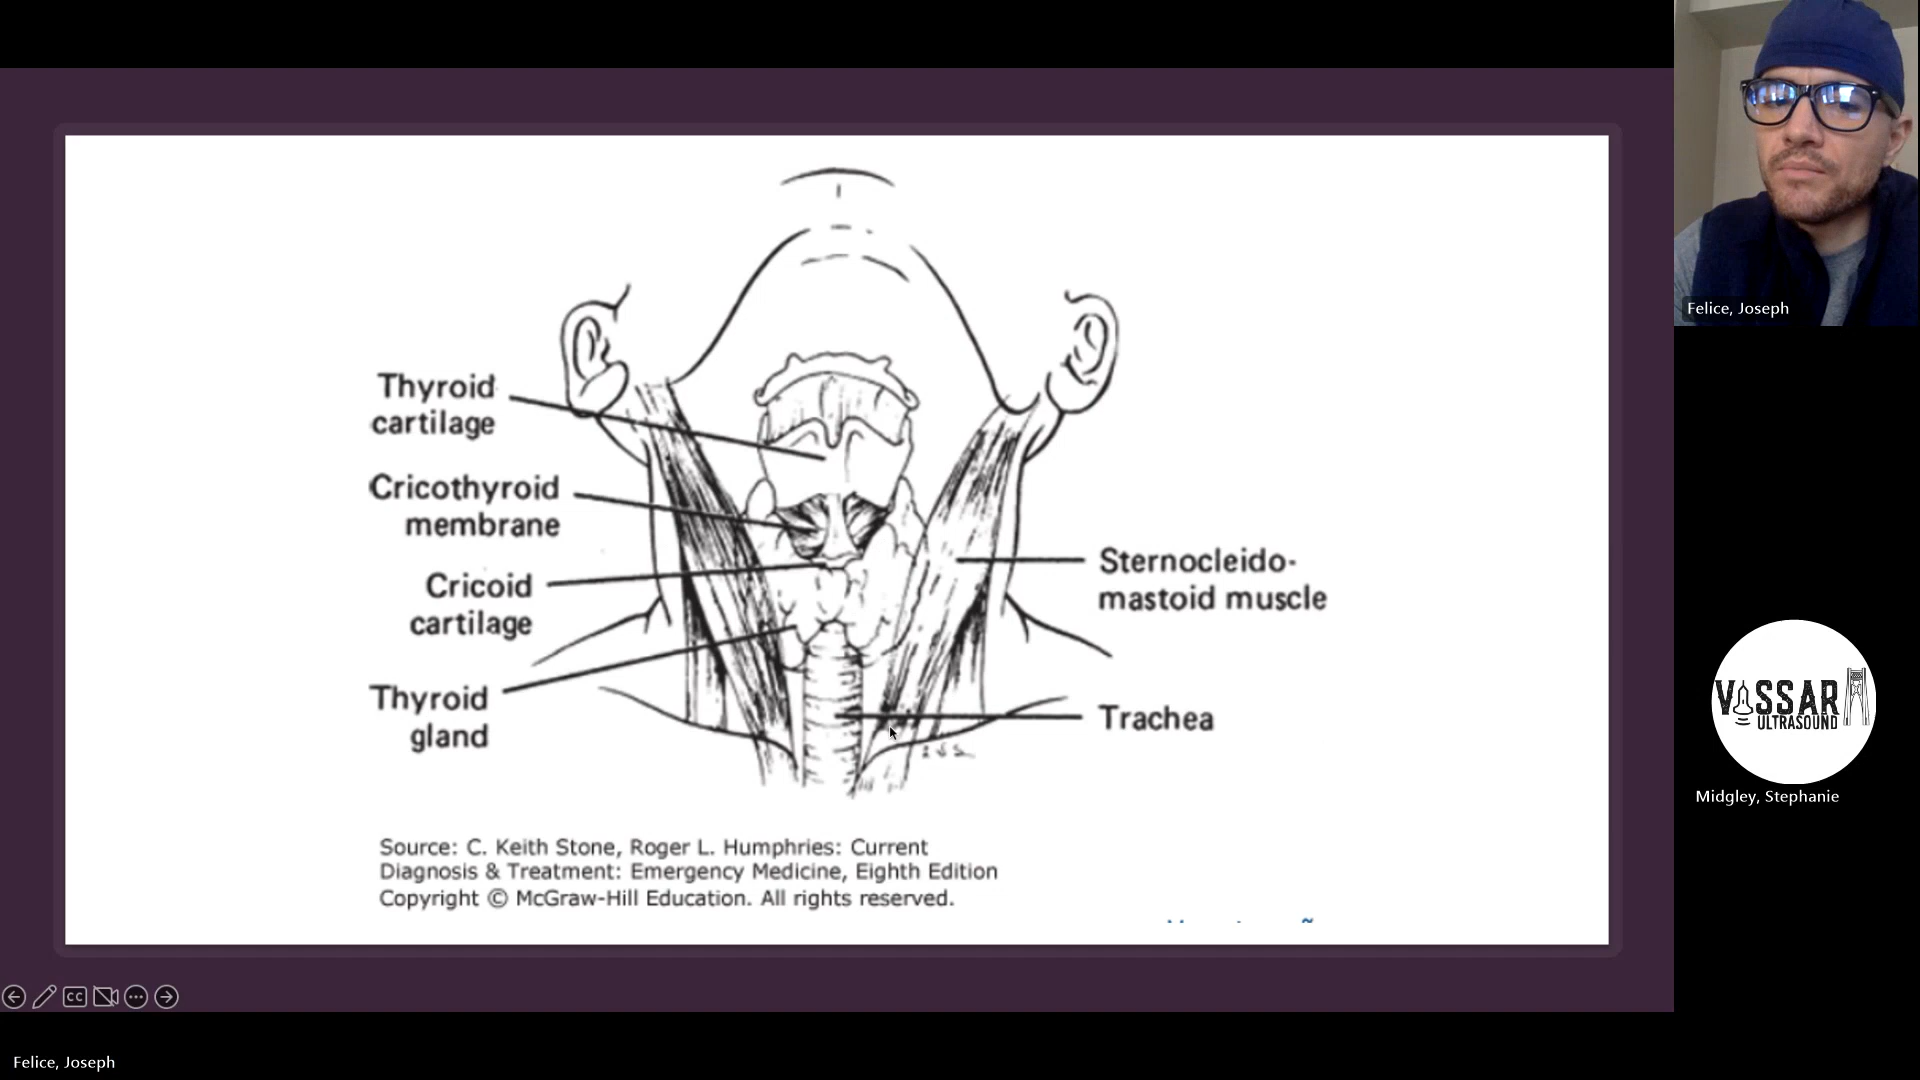 Thyroid
cartilage
Cricothyroid
membrane
Cricoid
cartilage
Thyroid
gland
Sternocleido-
mastoid muscle
Trachea
Source: C. Keith Stone, Roger L. Humphries: Current
Diagnosis & Treatment: Emergency Medicine, Eighth Edition
Copyright © McGraw-Hill Education. All rights reserved.
CC
Felice, Joseph
VASSAR
ULTRASOUND
Midgley, Stephanie
Felice, Joseph